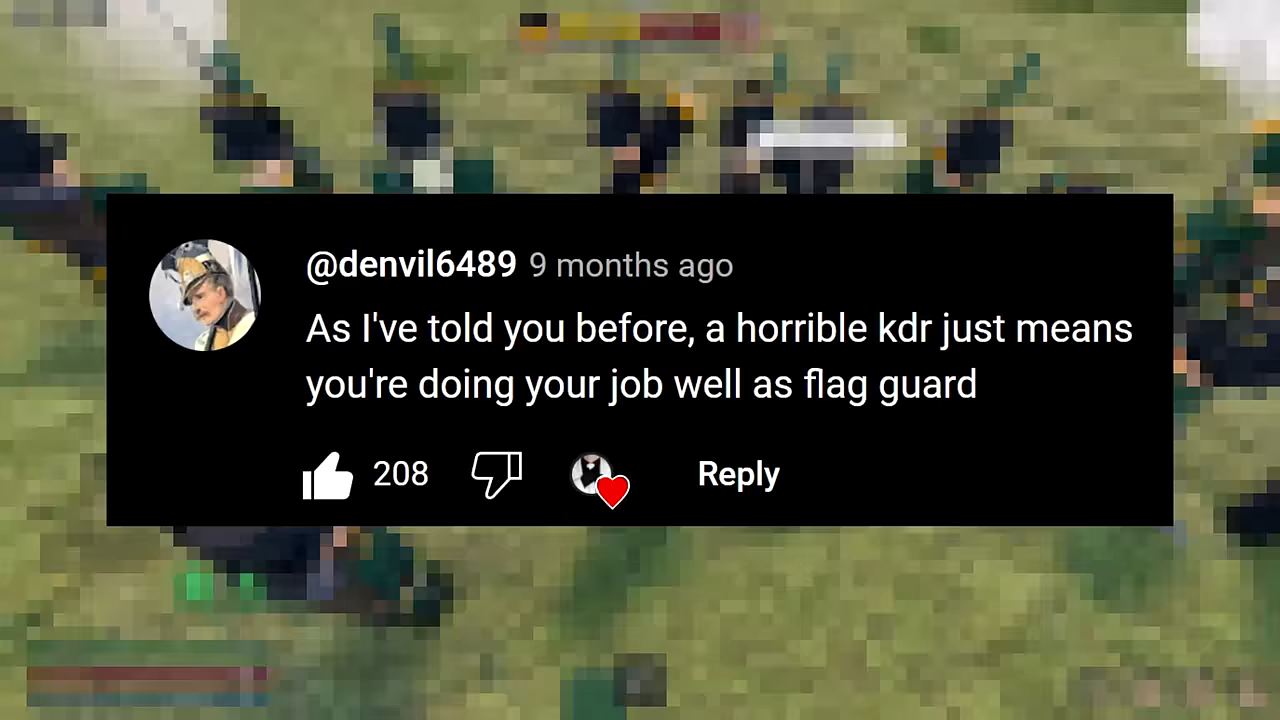 @denvil6489 9 months ago
As I've told you before, a horrible kdr just means
you're doing your job well as flag guard
208 Reply